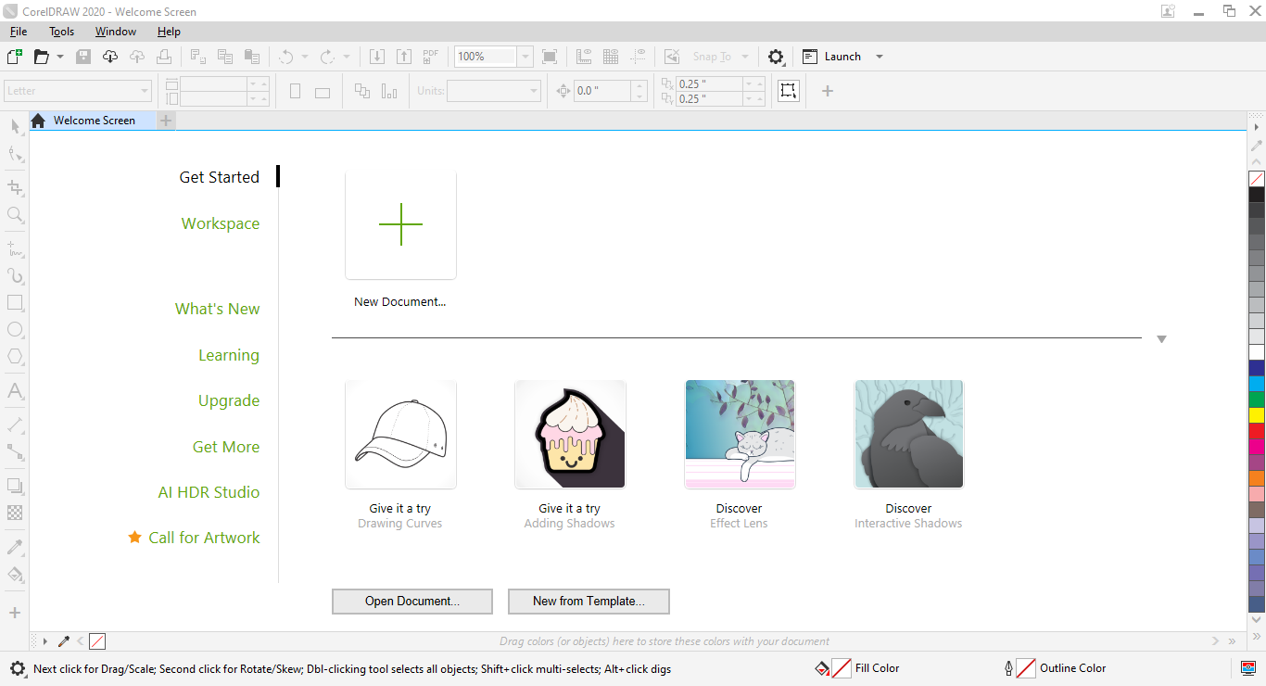 CorelDRAW 2020 - Welcome Screen
File Tools Window Help
PDF 100% Snap To Launch
Letter Units: 0.0 " 0.25 "
0.25 "
Welcome Screen
Get Started
Workspace
What's New
Learning
Upgrade
Get More
AI HDR Studio
Call for Artwork
New Document...
Give it a try
Drawing Curves
Give it a try
Adding Shadows
Discover
Effect Lens
Discover
Interactive Shadows
Open Document... New from Template...
Drag colors (or objects) here to store these colors with your document
Next click for Drag/Scale; Second click for Rotate/Skew; Dbl-clicking tool selects all objects; Shift+click multi-selects; Alt+click digs Fill Color Outline Color